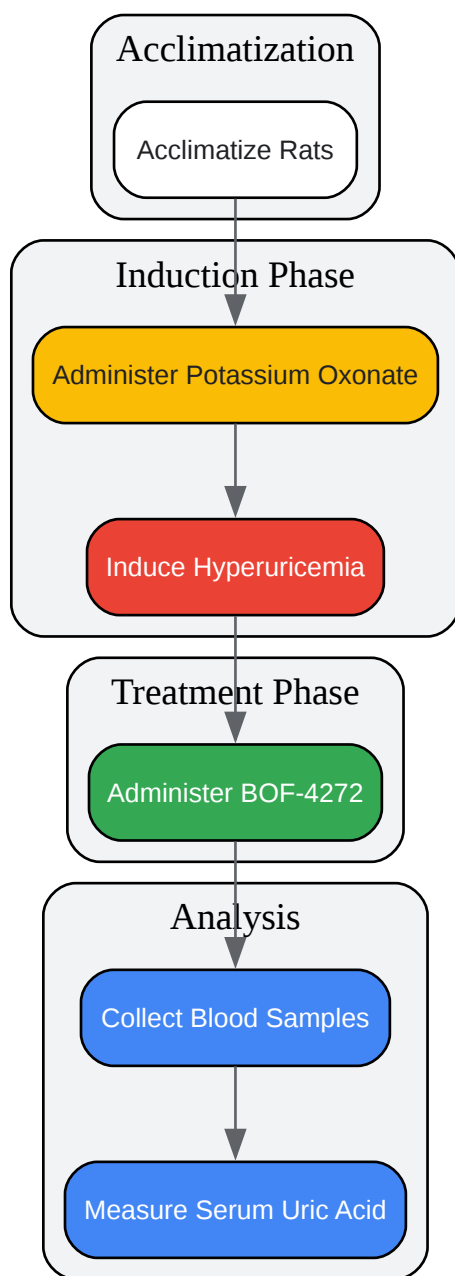 Acclimatization
Acclimatize Rats
Induction Phase
Administer Potassium Oxonate
Induce Hyperuricemia
Treatment Phase
Administer BOF-4272
Analysis
Collect Blood Samples
Measure Serum Uric Acid